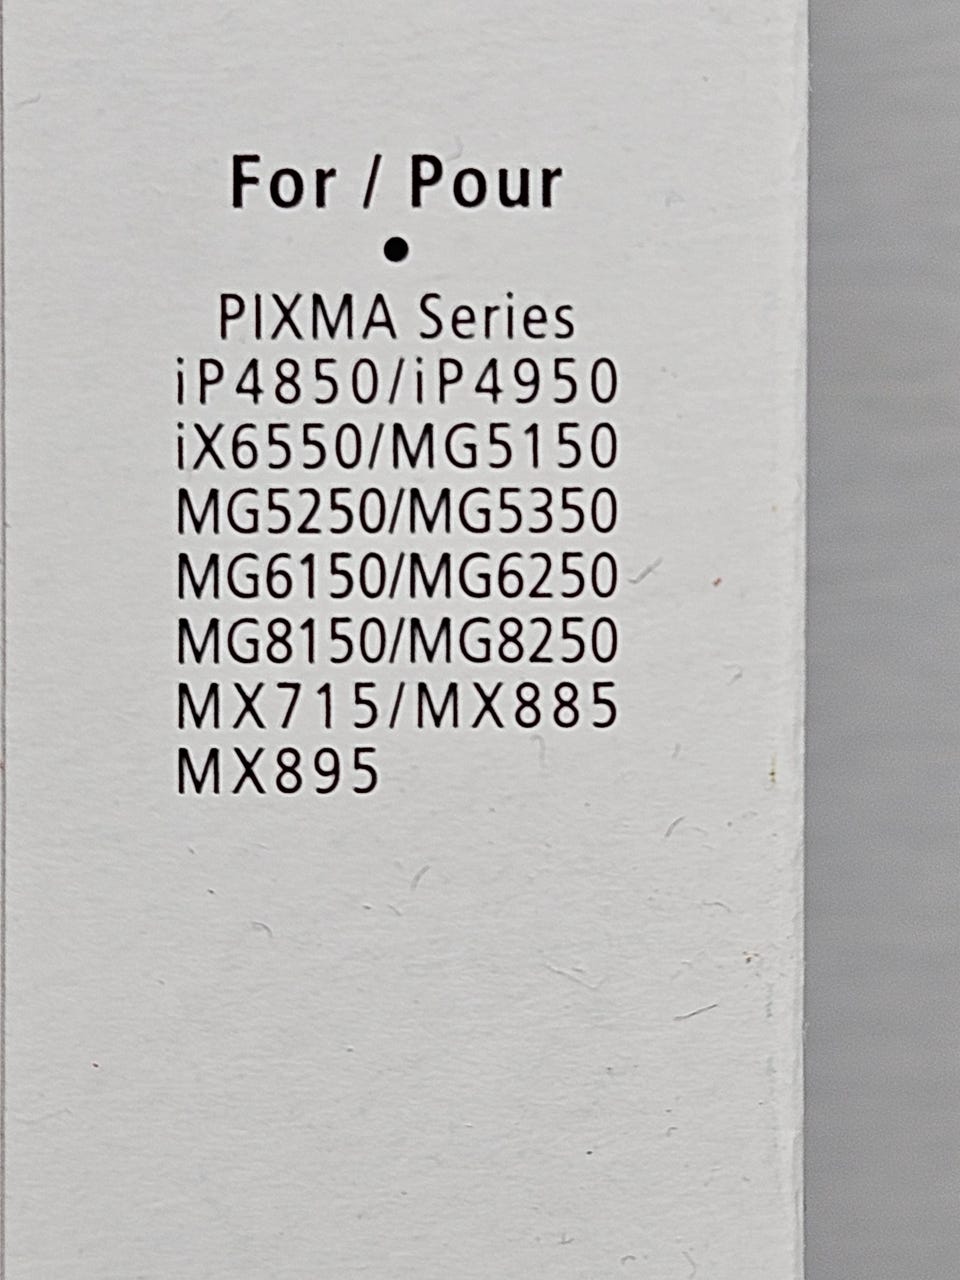 For / Pour
●
PIXMA Series
iP4850/iP4950
iX6550/MG5150
MG5250/MG5350
MG6150/MG6250
MG8150/MG8250
MX715/MX885
MX895